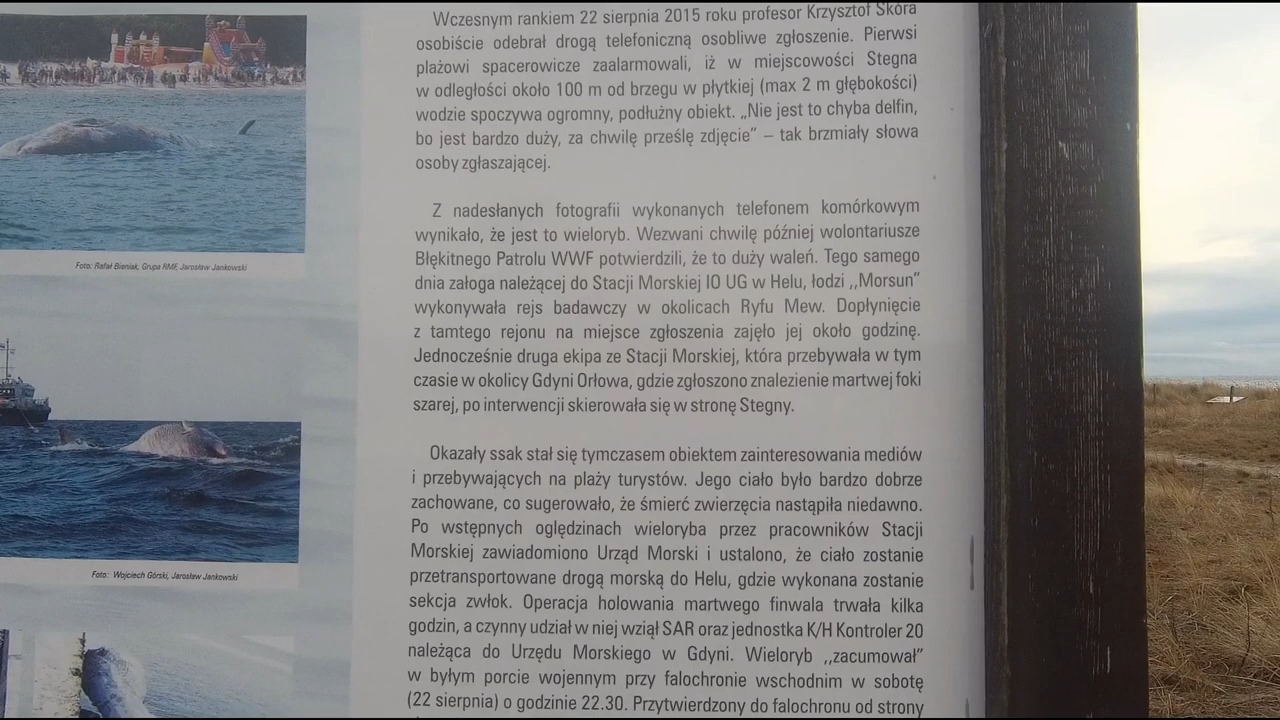 Wczesnym rankiem 22 sierpnia 2015 roku profesor Krzysztof Skóra
osobiście odebrał drogą telefoniczną osobliwe zgłoszenie. Pierwsi
plażowi spacerowicze zaalarmowali, iż w miejscowości Stegna
w odległości około 100 m od brzegu w płytkiej (max 2 m głębokości)
wodzie spoczywa ogromny, podłużny obiekt. „Nie jest to chyba delfin,
bo jest bardzo duży, za chwilę prześlę zdjęcie” – tak brzmiały słowa
osoby zgłaszającej.
Z nadesłanych fotografii wykonanych telefonem komórkowym
wynikało, że jest to wieloryb. Wezwani chwilę później wolontariusze
Błękitnego Patrolu WWF potwierdzili, że to duży waleń. Tego samego
dnia załoga należącej do Stacji Morskiej IO UG w Helu, łodzi ,,Morsun”
wykonywała rejs badawczy w okolicach Ryfu Mew. Dopłynięcie
z tamtego rejonu na miejsce zgłoszenia zajęło jej około godzinę.
Jednocześnie druga ekipa ze Stacji Morskiej, która przebywała w tym
czasie w okolicy Gdyni Orłowa, gdzie zgłoszono znalezienie martwej foki
szarej, po interwencji skierowała się w stronę Stegny.
Okazały ssak stał się tymczasem obiektem zainteresowania mediów
i przebywających na plaży turystów. Jego ciało było bardzo dobrze
zachowane, co sugerowało, że śmierć zwierzęcia nastąpiła niedawno.
Po wstępnych oględzinach wieloryba przez pracowników Stacji
Morskiej zawiadomiono Urząd Morski i ustalono, że ciało zostanie
przetransportowane drogą morską do Helu, gdzie wykonana zostanie
sekcja zwłok. Operacja holowania martwego finwala trwała kilka
godzin, a czynny udział w niej wziął SAR oraz jednostka K/H Kontroler 20
należąca do Urzędu Morskiego w Gdyni. Wieloryb ,,zacumował”
w byłym porcie wojennym przy falochronie wschodnim w sobotę
(22 sierpnia) o godzinie 22.30. Przytwierdzony do falochronu od strony
Foto: Rafał Bieniak, Grupa RMF, Jarosław Jankowski
Foto: Wojciech Górski, Jarosław Jankowski